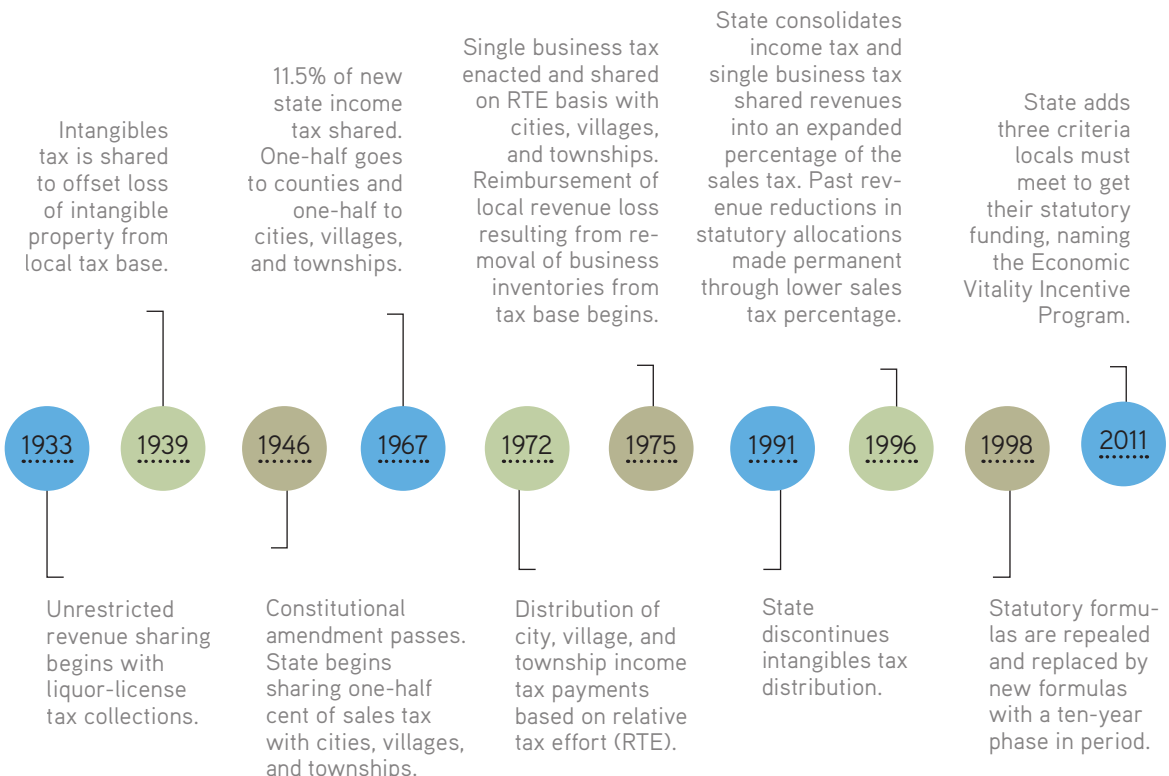 Intangibles
tax is shared
to offset loss
of intangible
property from
local tax base.
11.5% of new
state income
tax shared.
One-half goes
to counties and
one-half to
cities, villages,
and townships.
Single business tax
enacted and shared
on RTE basis with
cities, villages,
and townships.
Reimbursement of
local revenue loss
resulting from re-
moval of business
inventories from
tax base begins.
State consolidates
income tax and
single business tax
shared revenues
into an expanded
percentage of the
sales tax. Past rev-
enue reductions in
statutory allocations
made permanent
through lower sales
tax percentage.
State adds
three criteria
locals must
meet to get
their statutory
funding, naming
the Economic
Vitality Incentive
Program.
1933
1939
1946
1967
1972
1975
1991
1996
1998
2011
Unrestricted
revenue sharing
begins with
liquor-license
tax collections.
Constitutional
amendment passes.
State begins
sharing one-half
cent of sales tax
with cities, villages,
and townships.
Distribution of
city, village, and
township income
tax payments
based on relative
tax effort (RTE).
State
discontinues
intangibles tax
distribution.
Statutory formu-
las are repealed
and replaced by
new formulas
with a ten-year
phase in period.